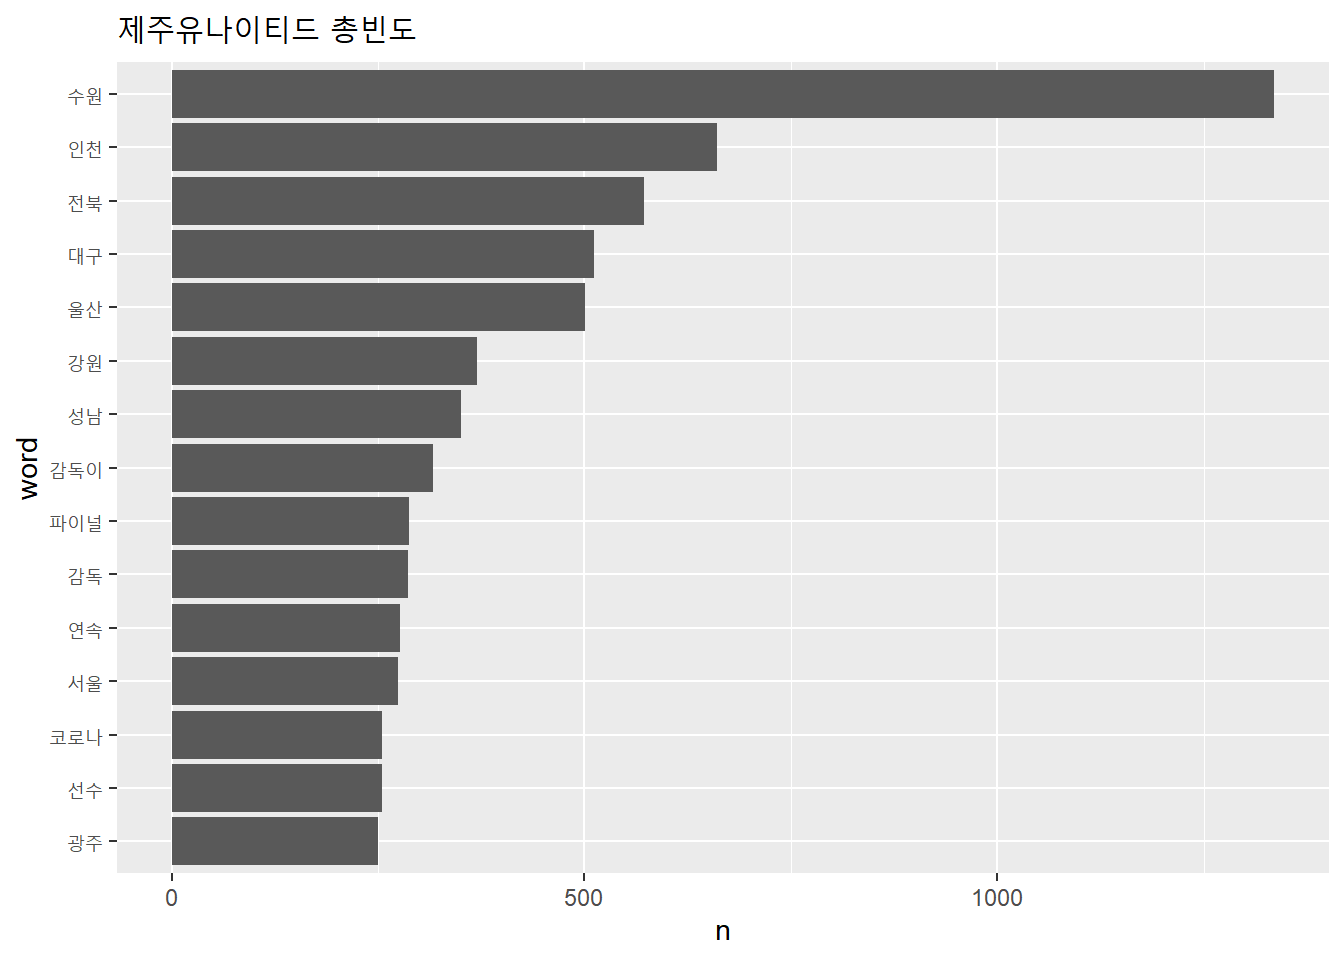 제주유나이티드 총빈도
word
수원
인천
전북
대구
울산
강원
성남
감독이
파이널
감독
연속
서울
코로나
선수
광주
0 500 1000
n